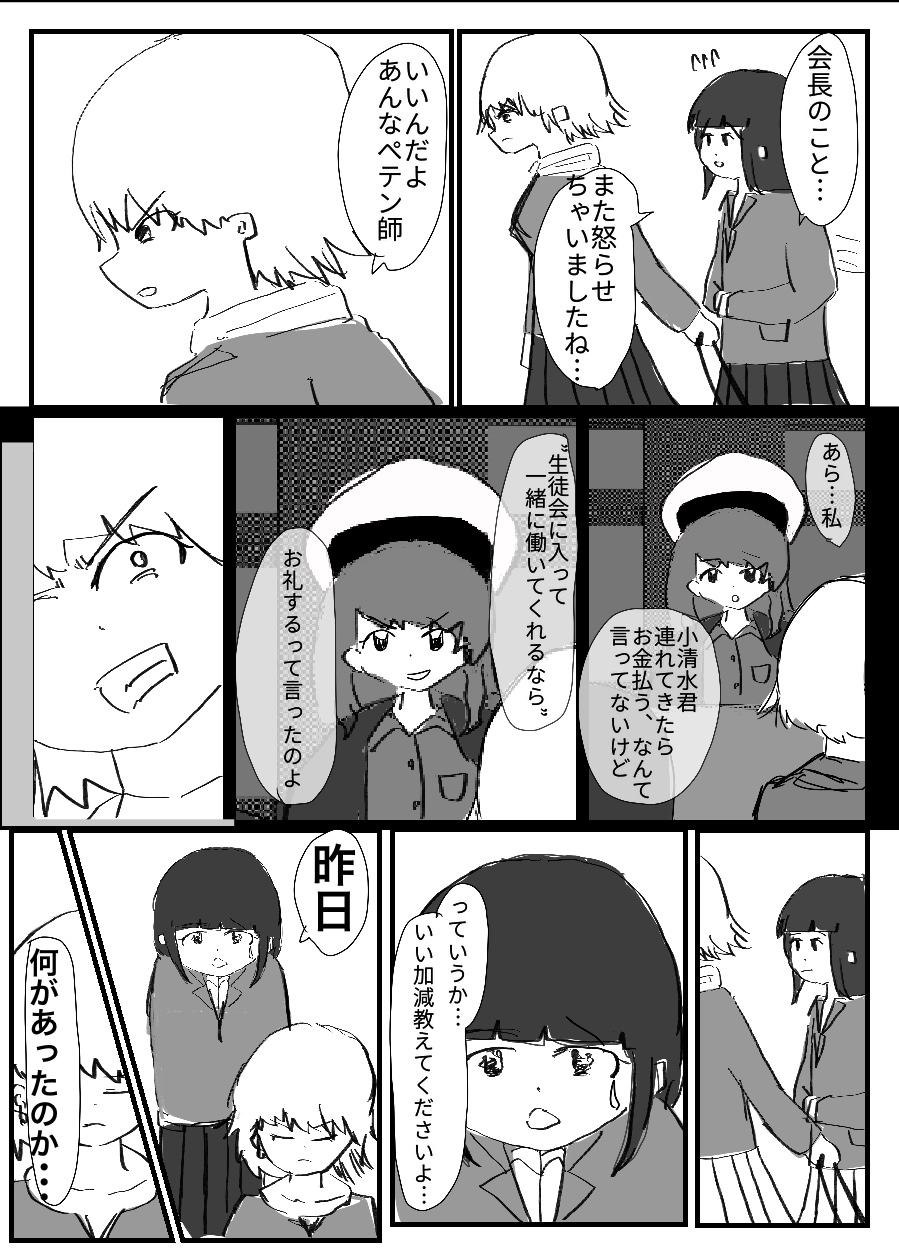 会長のこと…
また怒らせ
ちゃいましたね…
いいんだよ
あんなペテン師
あら…私
小清水君
連れてきたら
お金払う、なんて
言ってないけど
〝生徒会に入って
一緒に働いてくれるなら〟
お礼するって言ったのよ
っていうか…
いい加減教えてくださいよ…
昨日
何があったのか…